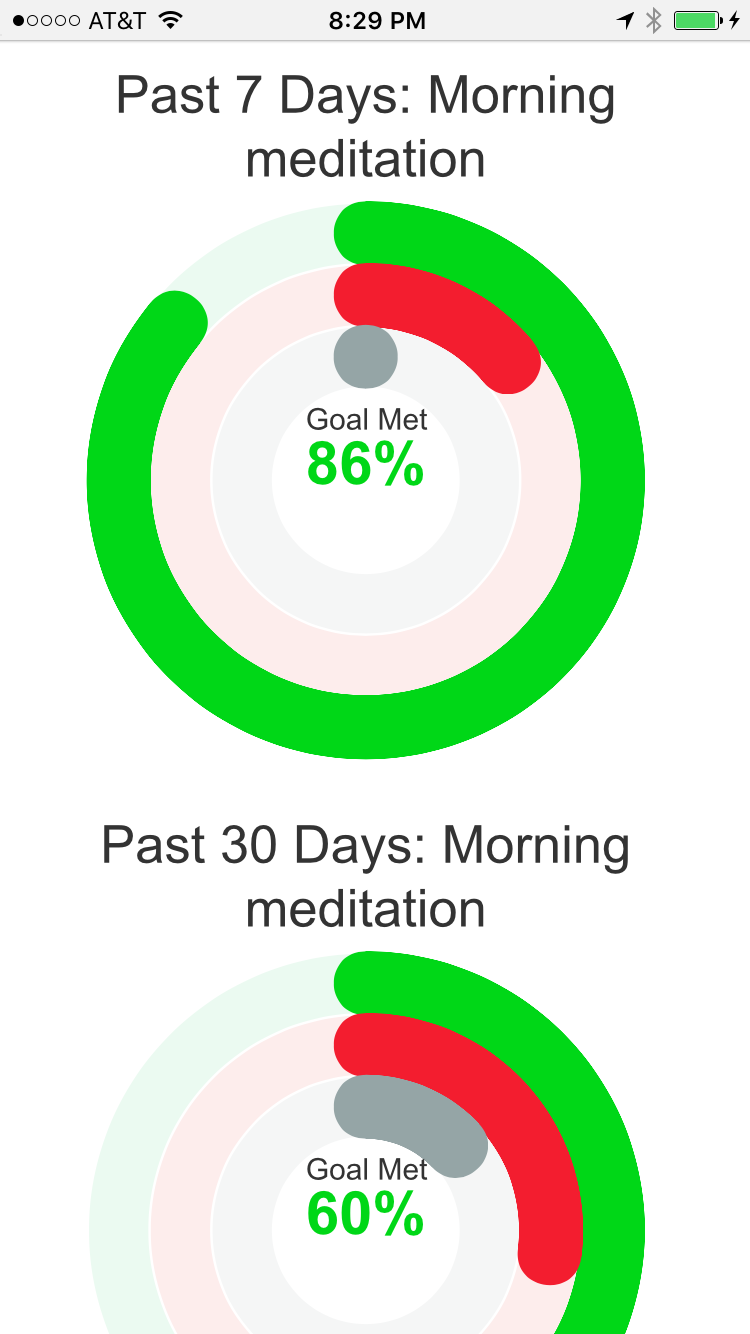 AT&T 8:29 PM
Past 7 Days: Morning
meditation
Goal Met
86%
Past 30 Days: Morning
meditation
Goal Met
60%